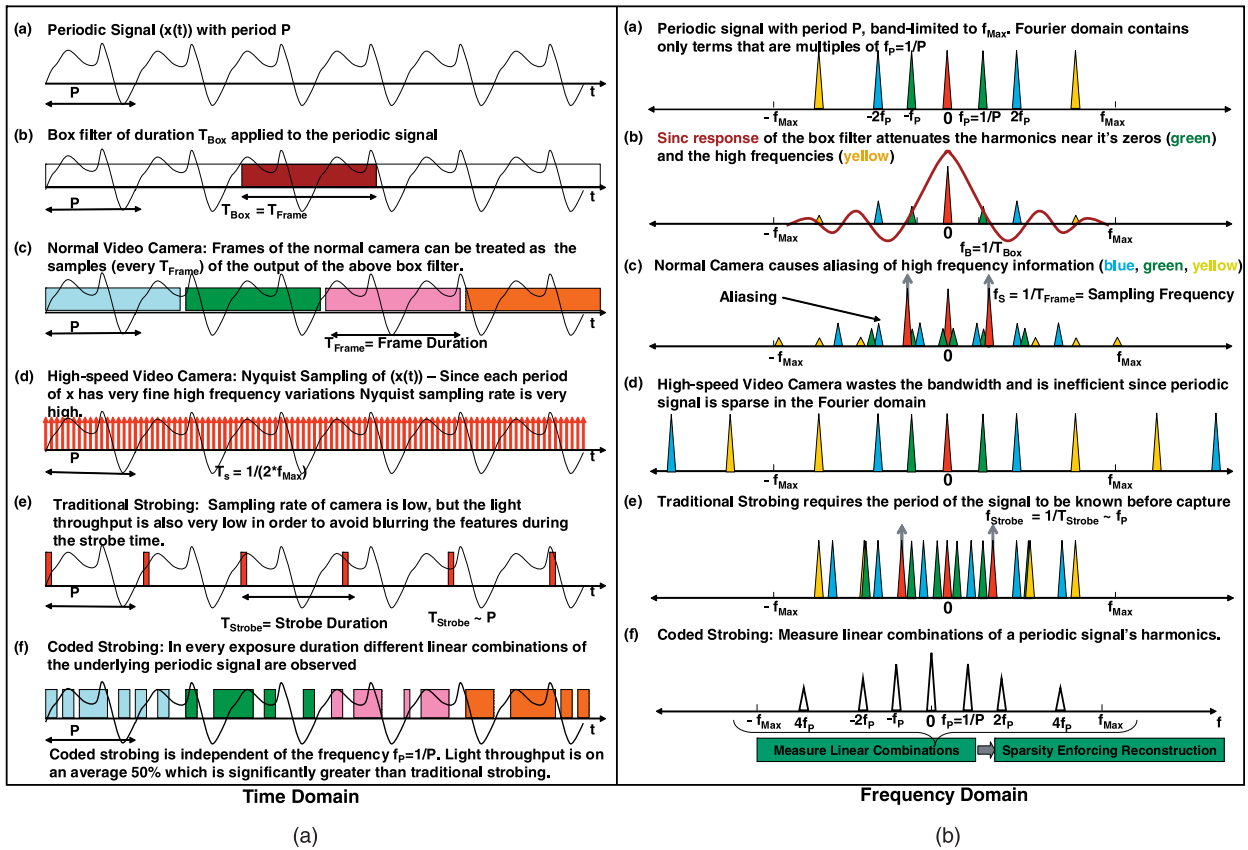 (a) Periodic Signal (x(t)) with period P
P
t
(b) Box filter of duration T_Box applied to the periodic signal
P
T_Box = T_Frame
t
(c) Normal Video Camera: Frames of the normal camera can be treated as the
samples (every T_Frame) of the output of the above box filter.
P
T_Frame= Frame Duration
t
(d) High-speed Video Camera: Nyquist Sampling of (x(t)) – Since each period
of x has very fine high frequency variations Nyquist sampling rate is very
high.
P
T_S = 1/(2*f_Max)
t
(e) Traditional Strobing: Sampling rate of camera is low, but the light
throughput is also very low in order to avoid blurring the features during
the strobe time.
P
T_Strobe= Strobe Duration
T_Strobe ~ P
t
(f) Coded Strobing: In every exposure duration different linear combinations of
the underlying periodic signal are observed
P
t
Coded strobing is independent of the frequency f_P=1/P. Light throughput is on
an average 50% which is significantly greater than traditional strobing.
Time Domain
(a)
(a) Periodic signal with period P, band-limited to f_Max. Fourier domain contains
only terms that are multiples of f_P=1/P
- f_Max -2f_P -f_P 0 f_P=1/P 2f_P f_Max
(b) Sinc response of the box filter attenuates the harmonics near it's zeros (green)
and the high frequencies (yellow)
- f_Max 0 f_Max
f_B=1/T_Box
(c) Normal Camera causes aliasing of high frequency information (blue, green, yellow)
f_S = 1/T_Frame= Sampling Frequency
Aliasing
- f_Max 0 f_Max
(d) High-speed Video Camera wastes the bandwidth and is inefficient since periodic
signal is sparse in the Fourier domain
- f_Max 0 f_Max
(e) Traditional Strobing requires the period of the signal to be known before capture
f_Strobe = 1/T_Strobe ~ f_P
- f_Max 0 f_Max
(f) Coded Strobing: Measure linear combinations of a periodic signal's harmonics.
- f_Max 4f_P -2f_P -f_P 0 f_P=1/P 2f_P 4f_P f_Max f
Measure Linear Combinations
Sparsity Enforcing Reconstruction
Frequency Domain
(b)